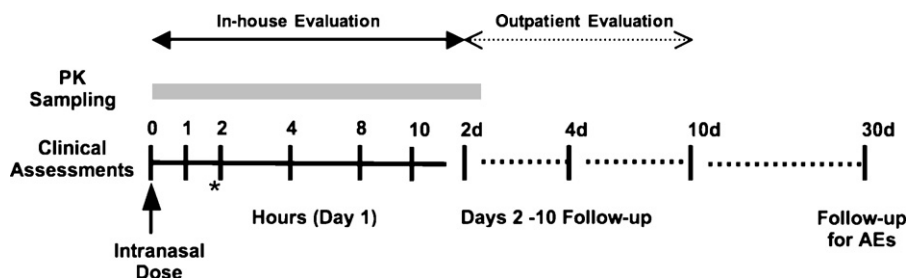 In-house Evaluation Outpatient Evaluation
PK
Sampling
0 1 2 4 8 10 2d 4d 10d 30d
Clinical
Assessments
*
Hours (Day 1) Days 2 -10 Follow-up Follow-up
for AEs
Intranasal
Dose